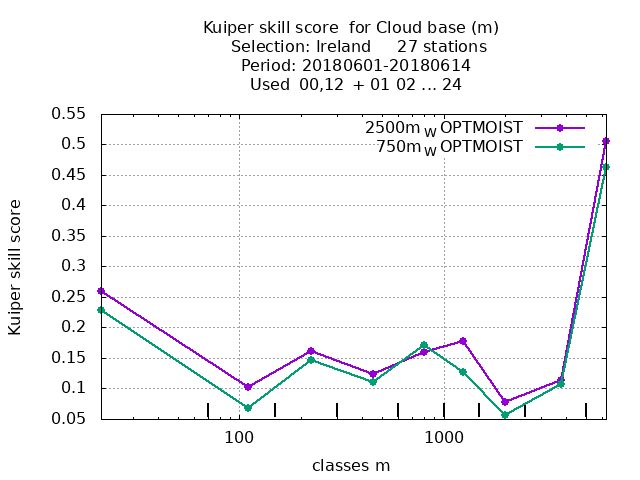 Kuiper skill score  for Cloud base (m)
Selection: Ireland     27 stations
Period: 20180601-20180614
Used  00,12  + 01 02 ... 24
2500m W OPTMOIST
750m W OPTMOIST
0.55
0.5
0.45
0.4
0.35
0.3
0.25
0.2
0.15
0.1
0.05
Kuiper skill score
100
1000
classes m